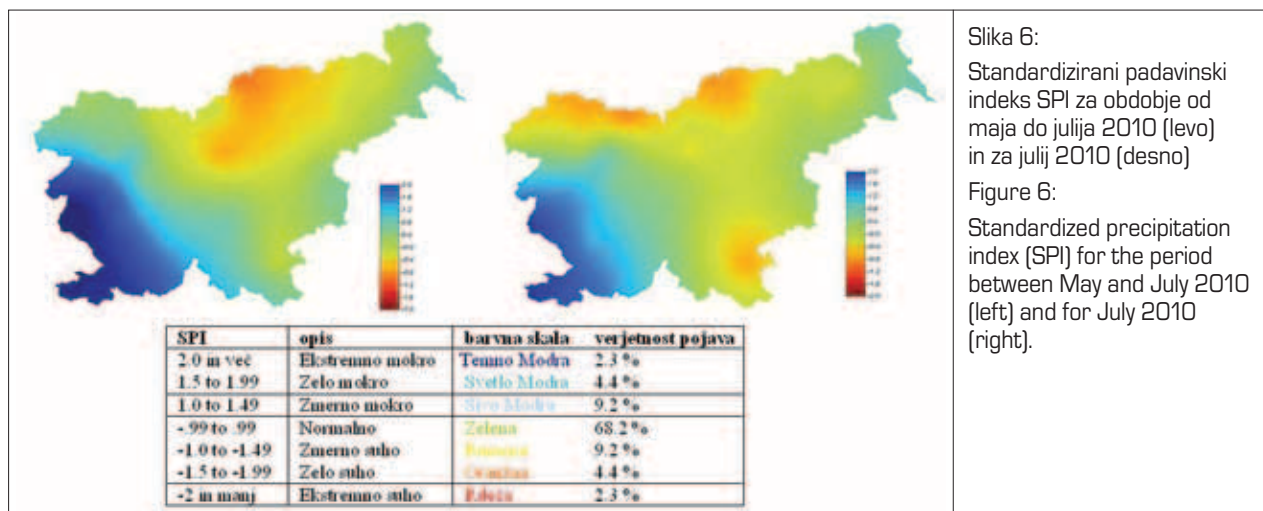 Slika 6:
Standardizirani padavinski
indeks SPI za obdobje od
maja do julija 2010 (levo)
in za julij 2010 (desno)
Figure 6:
Standardized precipitation
index (SPI) for the period
between May and July 2010
(left) and for July 2010
(right).
SPI opis barvna skala verjetnost pojava
2.0 in več Ekstremno mokro Temno Modra 2.3 %
1.5 to 1.99 Zelo mokro Svetlo Modra 4.4 %
1.0 to 1.49 Zmerno mokro Sivo Modra 9.2 %
-.99 to .99 Normalno Zelena 68.2 %
-1.0 to -1.49 Zmerno suho Rumena 9.2 %
-1.5 to -1.99 Zelo suho Oranžna 4.4 %
-2 in manj Ekstremno suho Rdeča 2.3 %